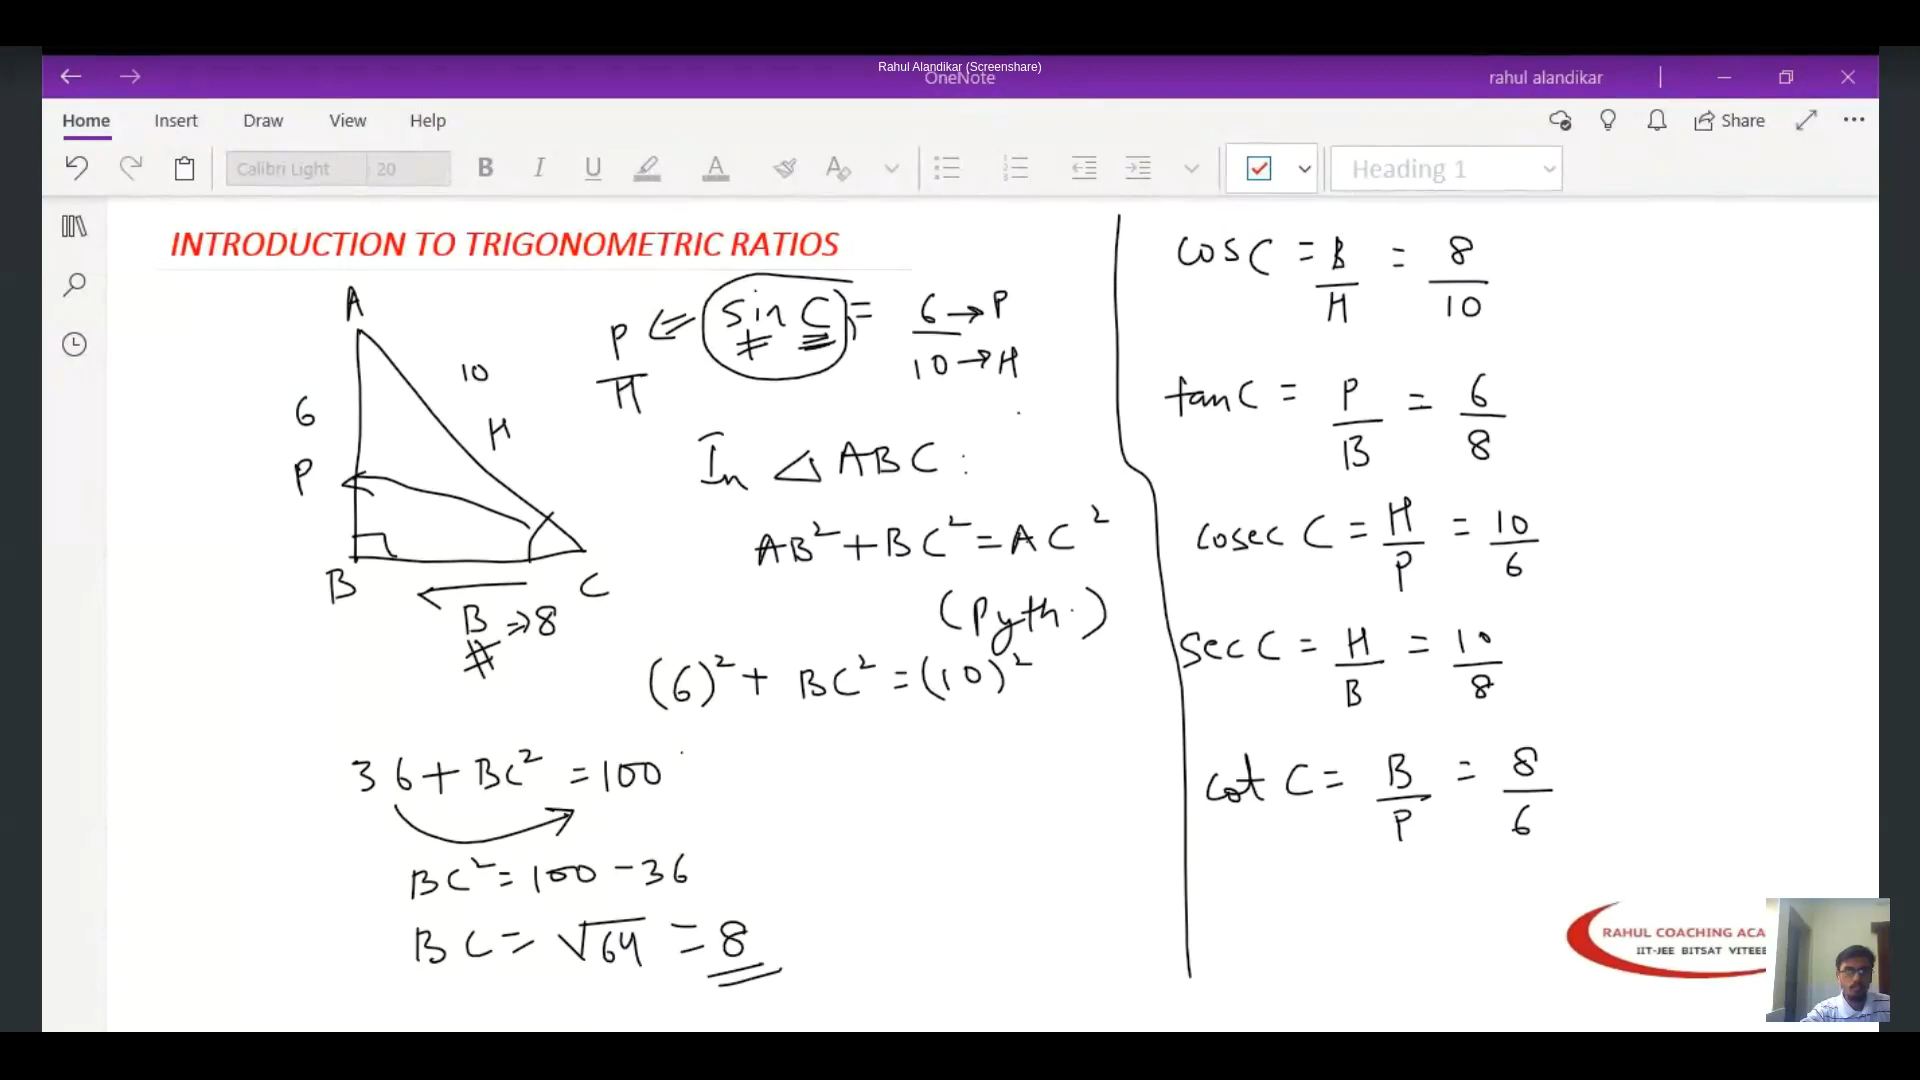 Rahul Alandikar (Screenshare)
OneNote
rahul alandikar
Home Insert Draw View Help
Share
Calibri Light 20 B I U A
Heading 1
INTRODUCTION TO TRIGONOMETRIC RATIOS
A
6
10
H
P
B
C
B ⇒ 8
P/H ⇐ sin C = 6/10
6 → P
10 → H
In △ ABC :
AB² + BC² = AC²
(Pyth.)
(6)² + BC² = (10)²
36 + BC² = 100
BC² = 100 - 36
BC = √64 = 8
cos C = B/H = 8/10
tan C = P/B = 6/8
cosec C = H/P = 10/6
sec C = H/B = 10/8
cot C = B/P = 8/6
RAHUL COACHING ACA
IIT-JEE BITSAT VITEEE